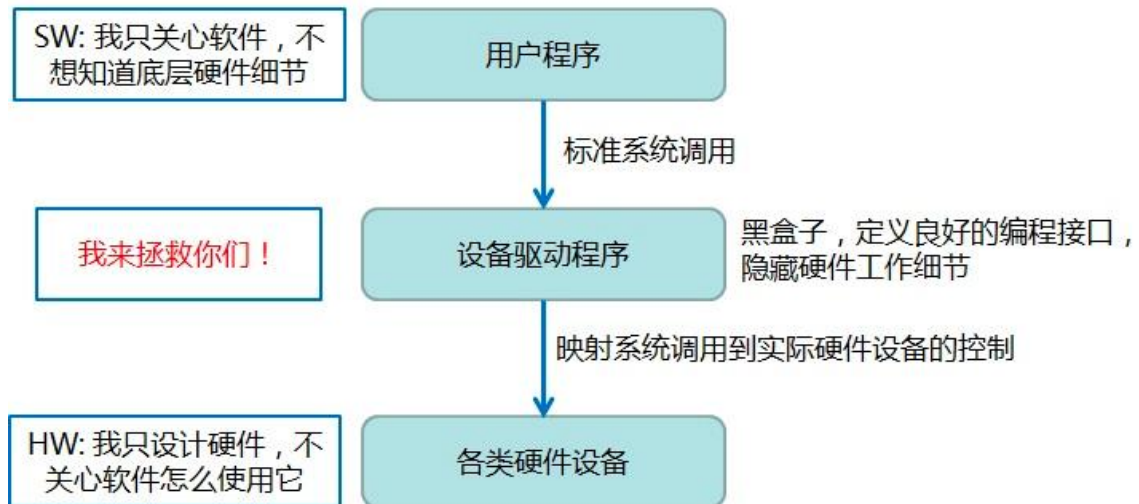 SW: 我只关心软件，不
想知道底层硬件细节
用户程序
标准系统调用
我来拯救你们！
设备驱动程序
黑盒子，定义良好的编程接口，
隐藏硬件工作细节
映射系统调用到实际硬件设备的控制
HW: 我只设计硬件，不
关心软件怎么使用它
各类硬件设备